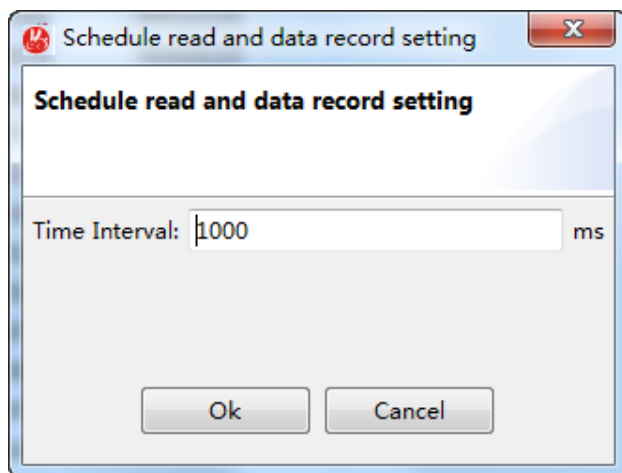 Schedule read and data record setting
Schedule read and data record setting
Time Interval: 1000 ms
Ok Cancel